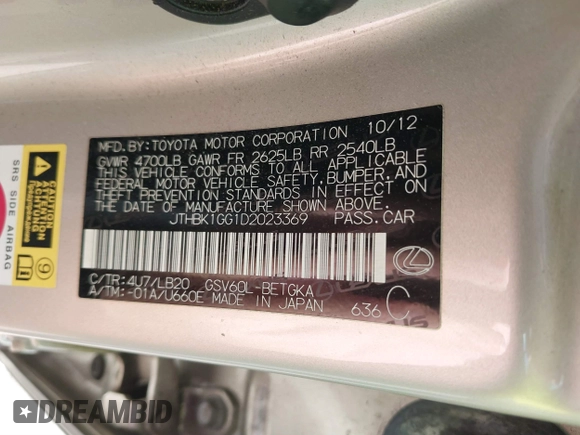 MFD. BY: TOYOTA MOTOR CORPORATION 10/12
GVWR 4700LB GAWR FR 2625LB RR 2540LB
THIS VEHICLE CONFORMS TO ALL APPLICABLE
FEDERAL MOTOR VEHICLE SAFETY, BUMPER, AND
THEFT PREVENTION STANDARDS IN EFFECT ON
THE DATE OF MANUFACTURE SHOWN ABOVE.
JTHBK1GG1D2023369 PASS.CAR
C/TR: 4U7/LB20 GSV60L-BETGKA
A/TM: -01A/U660E MADE IN JAPAN 636 C
SRS SIDE AIRBAG
CAUTION
9
DREAMBID